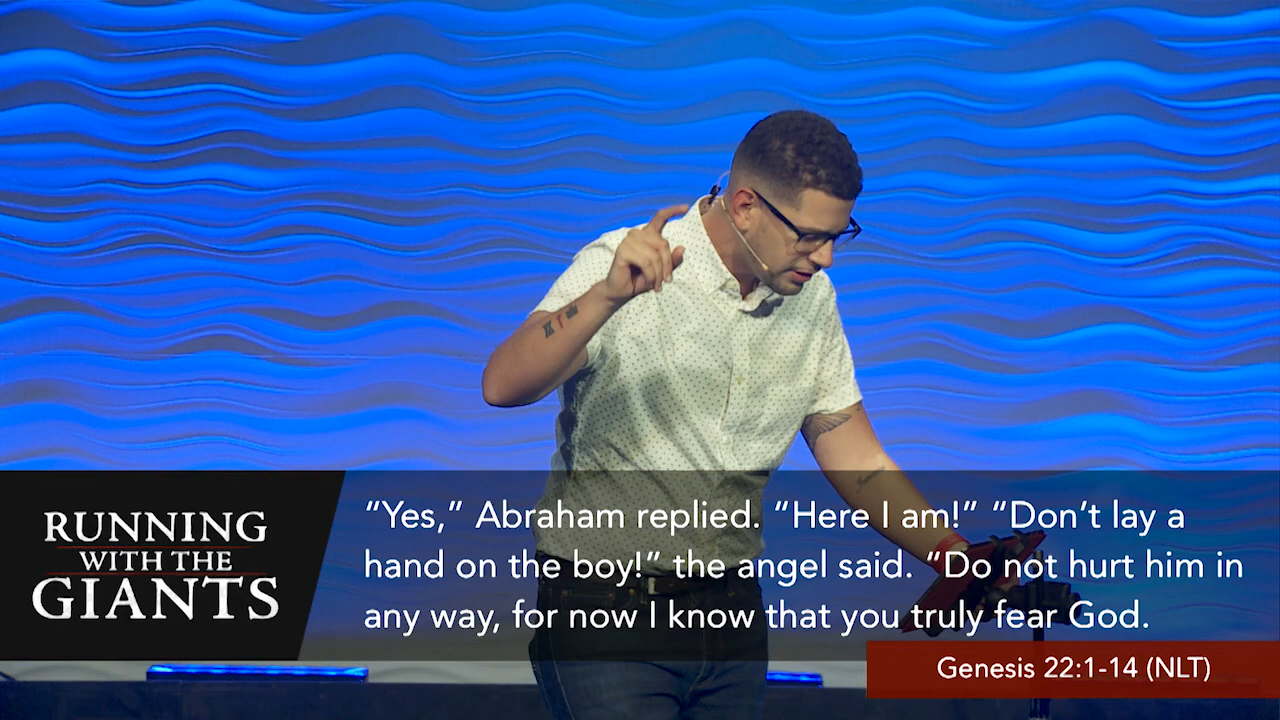 RUNNING
WITH THE
GIANTS
“Yes,” Abraham replied. “Here I am!” “Don’t lay a
hand on the boy!” the angel said. “Do not hurt him in
any way, for now I know that you truly fear God.
Genesis 22:1-14 (NLT)